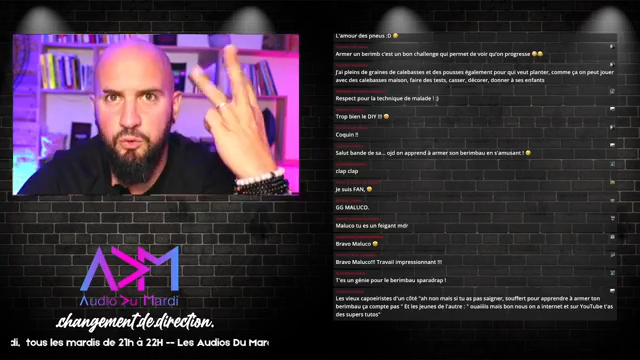 L'amour des pneus :D
Armer un berimb c'est un bon challenge qui permet de voir qu'on progresse
J'ai pleins de graines de calebasses et des pousses également pour qui veut planter, comme ça on peut jouer
avec des calebasses maison, faire des tests, casser, décorer, donner à ses enfants
Respect pour la technique de malade ! :)
Trop bien le DIY !!!
Coquin !!
Salut bande de sa... ojd on apprend à armer son berimbau en s'amusant !
clap clap
Je suis FAN,
GG MALUCO.
Maluco tu es un feigant mdr
Bravo Maluco
Bravo Maluco!!! Travail impressionnant !!!
T'es un génie pour le berimbau sparadrap !
Les vieux capoeiristes d'un côté "ah non mais si tu as pas saigner, souffert pour apprendre à armer ton
berimbau ça compte pas " Et les jeunes de l'autre : " ouaiiiis mais bon nous on a internet et sur YouTube t'as
des supers tutos"
ADM
Audio Du Mardi
.changement.de.direction.
di, tous les mardis de 21h à 22H -- Les Audios Du Mar